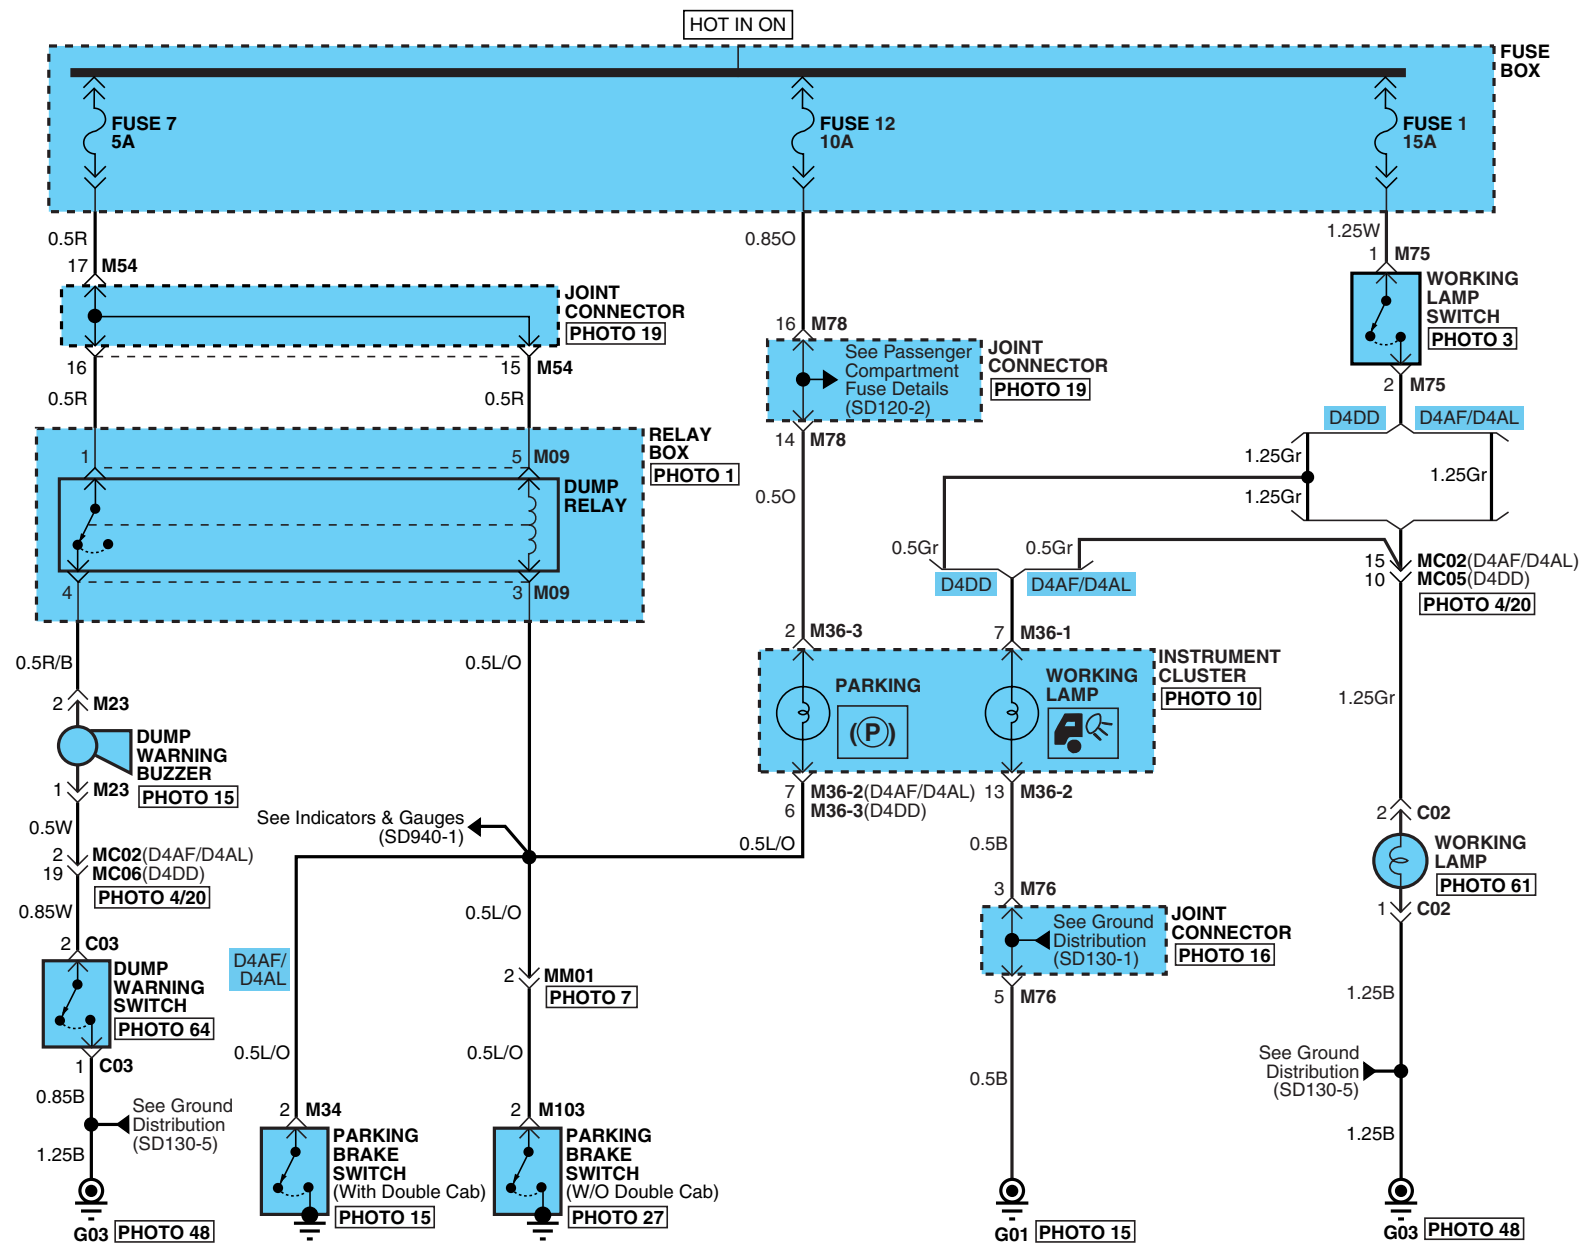 HOT IN ON
FUSE
BOX
FUSE 7
5A
FUSE 12
10A
FUSE 1
15A
0.5R
17 M54
JOINT
CONNECTOR
PHOTO 19
16
15 M54
0.5R
0.5R
RELAY
BOX
PHOTO 1
1
5 M09
DUMP
RELAY
4
3 M09
0.5R/B
0.5L/O
2 M23
DUMP
WARNING
BUZZER
PHOTO 15
1 M23
0.5W
2 MC02(D4AF/D4AL)
19 MC06(D4DD)
PHOTO 4/20
0.85W
2 C03
DUMP
WARNING
SWITCH
PHOTO 64
1 C03
0.85B
See Ground
Distribution
(SD130-5)
1.25B
G03 PHOTO 48
See Indicators & Gauges
(SD940-1)
0.5L/O
0.5L/O
D4AF/
D4AL
2 MM01
PHOTO 7
0.5L/O
0.5L/O
2 M34
PARKING
BRAKE
SWITCH
(With Double Cab)
PHOTO 15
2 M103
PARKING
BRAKE
SWITCH
(W/O Double Cab)
PHOTO 27
0.85O
16 M78
See Passenger
Compartment
Fuse Details
(SD120-2)
JOINT
CONNECTOR
PHOTO 19
14 M78
0.5O
2 M36-3
PARKING
(P)
7 M36-2(D4AF/D4AL)
6 M36-3(D4DD)
0.5Gr
0.5Gr
D4DD
D4AF/D4AL
7 M36-1
WORKING
LAMP
INSTRUMENT
CLUSTER
PHOTO 10
13 M36-2
0.5B
3 M76
See Ground
Distribution
(SD130-1)
JOINT
CONNECTOR
PHOTO 16
5 M76
0.5B
G01 PHOTO 15
1.25W
1 M75
WORKING
LAMP
SWITCH
PHOTO 3
2 M75
D4DD
D4AF/D4AL
1.25Gr
1.25Gr
1.25Gr
15 MC02(D4AF/D4AL)
10 MC05(D4DD)
PHOTO 4/20
1.25Gr
2 C02
WORKING
LAMP
PHOTO 61
1 C02
1.25B
See Ground
Distribution
(SD130-5)
1.25B
G03 PHOTO 48